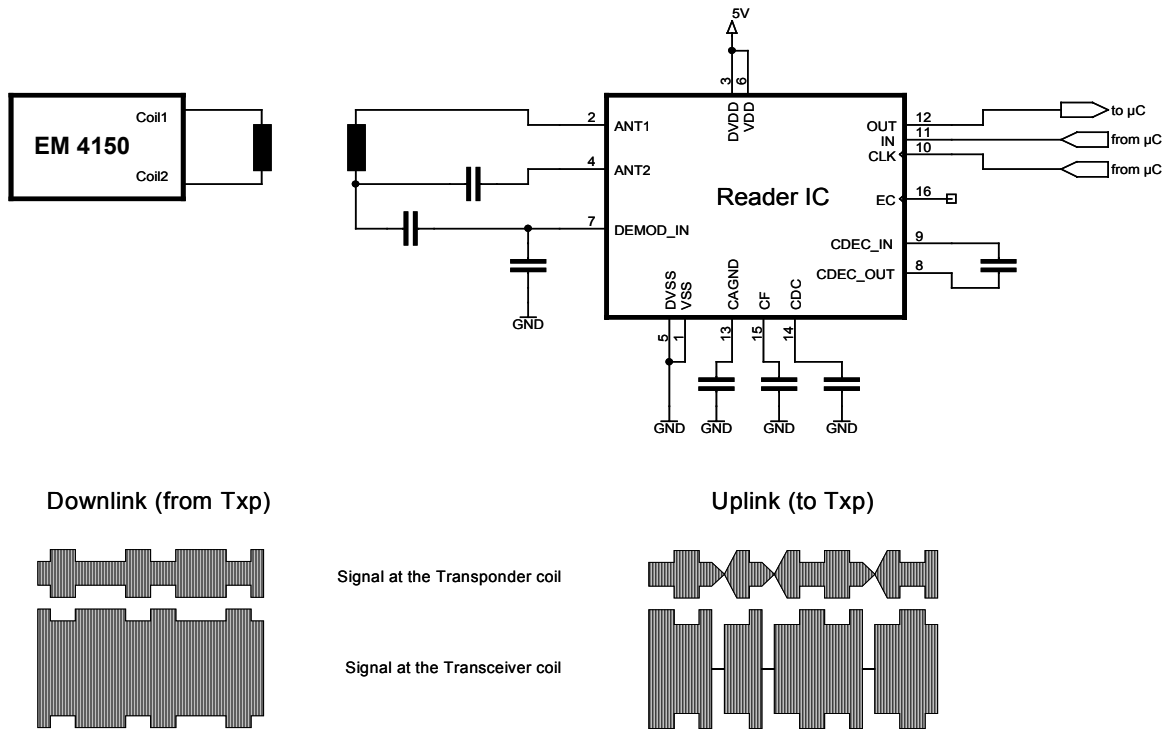 5V
3
6
DVDD
VDD
EM 4150
Coil1
Coil2
2
ANT1
4
ANT2
7
DEMOD_IN
Reader IC
OUT
12
to µC
IN
11
from µC
CLK
10
from µC
EC
16
CDEC_IN
9
CDEC_OUT
8
DVSS
VSS
CAGND
CF
CDC
5
1
13
15
14
GND
GND
GND
GND
GND
Downlink (from Txp)
Uplink (to Txp)
Signal at the Transponder coil
Signal at the Transceiver coil